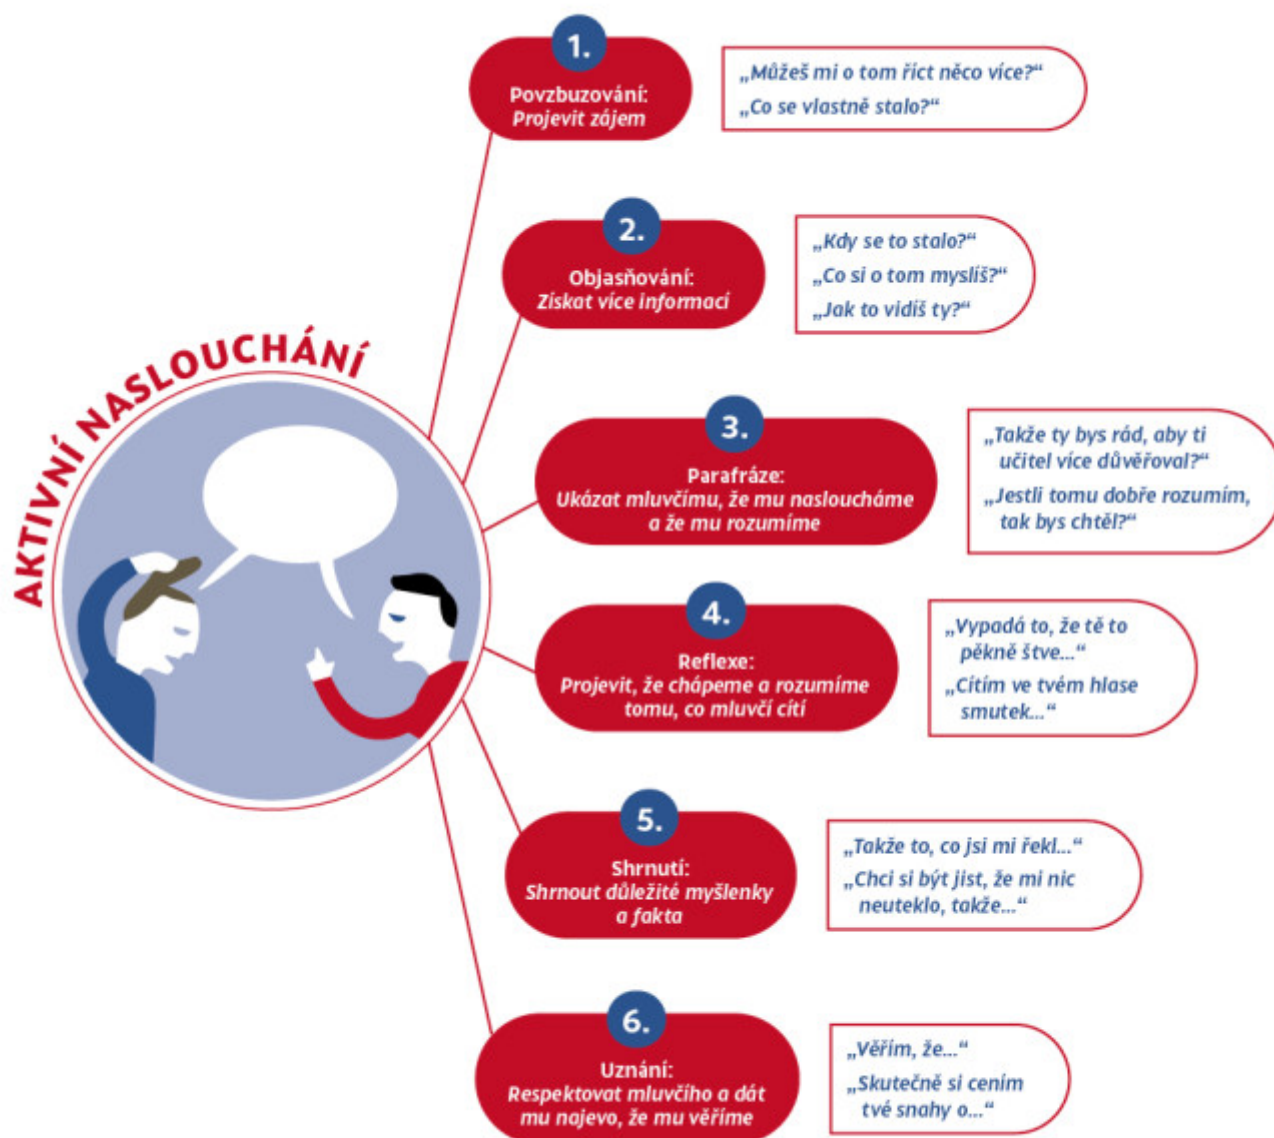 AKTIVNÍ NASLOUCHÁNÍ
1.
Povzbuzování:
Projevit zájem
„Můžeš mi o tom říct něco více?“
„Co se vlastně stalo?“
2.
Objasňování:
Získat více informací
„Kdy se to stalo?“
„Co si o tom myslíš?“
„Jak to vidíš ty?“
3.
Parafráze:
Ukázat mluvčímu, že mu nasloucháme
a že mu rozumíme
„Takže ty bys rád, aby ti
učitel více důvěřoval?“
„Jestli tomu dobře rozumím,
tak bys chtěl?“
4.
Reflexe:
Projevit, že chápeme a rozumíme
tomu, co mluvčí cítí
„Vypadá to, že tě to
pěkně štve...“
„Cítím ve tvém hlase
smutek...“
5.
Shrnutí:
Shrnout důležité myšlenky
a fakta
„Takže to, co jsi mi řekl...“
„Chci si být jist, že mi nic
neuteklo, takže...“
6.
Uznání:
Respektovat mluvčího a dát
mu najevo, že mu věříme
„Věřím, že...“
„Skutečně si cením
tvé snahy o...“